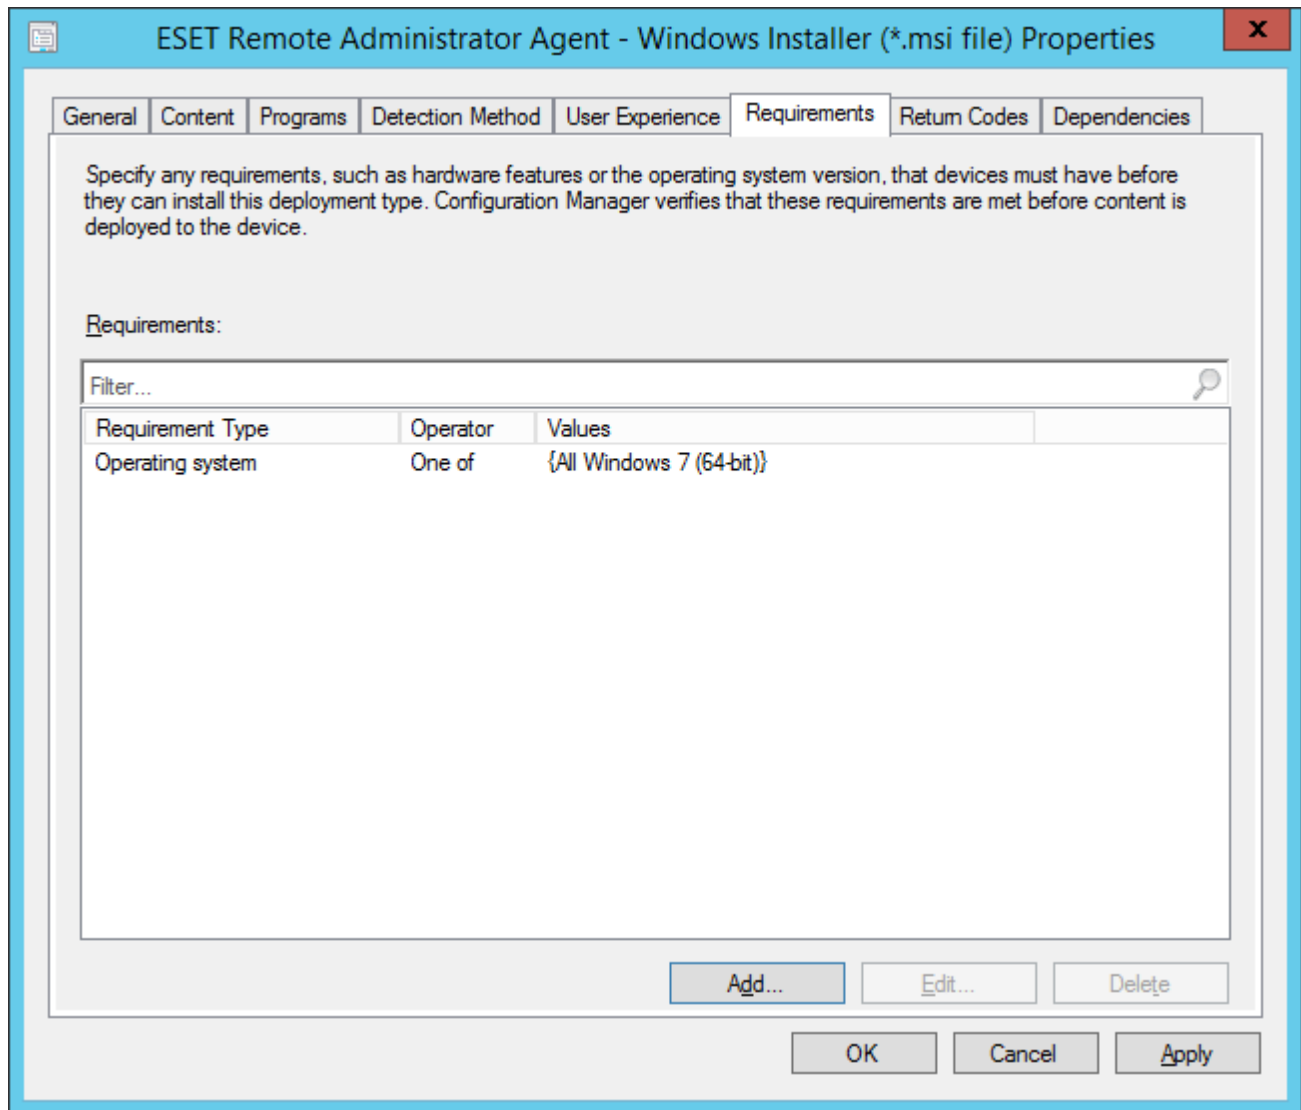 ESET Remote Administrator Agent - Windows Installer (*.msi file) Properties
x
General Content Programs Detection Method User Experience Requirements Return Codes Dependencies
Specify any requirements, such as hardware features or the operating system version, that devices must have before
they can install this deployment type. Configuration Manager verifies that these requirements are met before content is
deployed to the device.
Requirements:
Filter...
Requirement Type Operator Values
Operating system One of {All Windows 7 (64-bit)}
Add... Edit... Delete
OK Cancel Apply